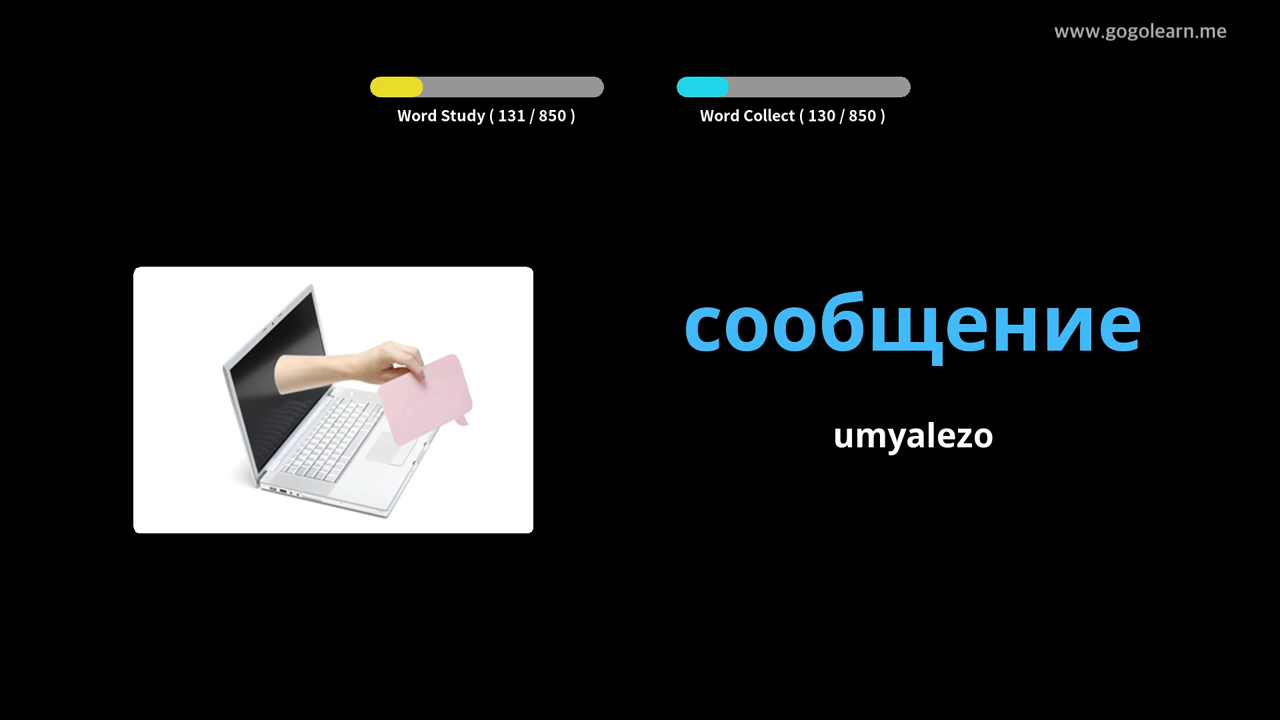 www.gogolearn.me
Word Study ( 131 / 850 )
Word Collect ( 130 / 850 )
сообщение
umyalezo